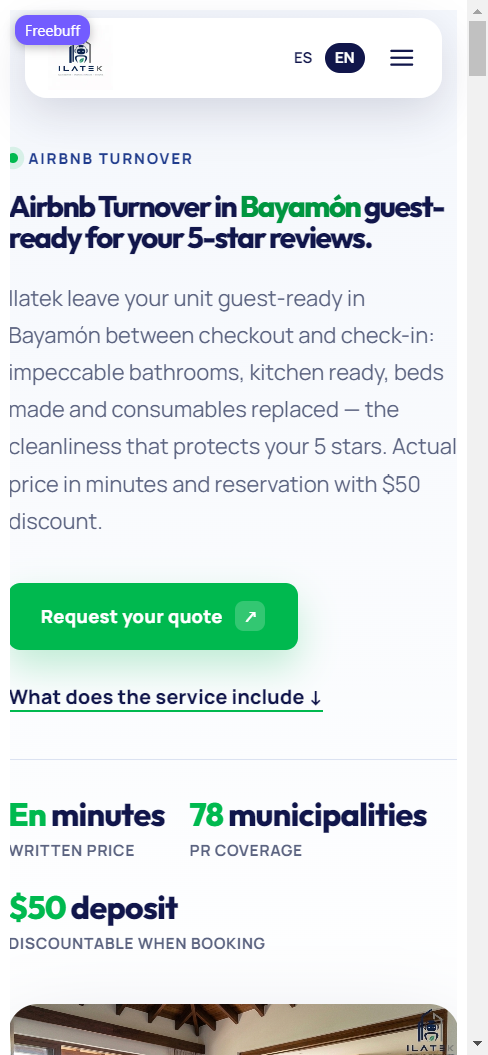 Freebuff
ILATEK
ES
EN
AIRBNB TURNOVER
Airbnb Turnover in Bayamón guest-
ready for your 5-star reviews.
Ilatek leave your unit guest-ready in
Bayamón between checkout and check-in:
impeccable bathrooms, kitchen ready, beds
made and consumables replaced — the
cleanliness that protects your 5 stars. Actual
price in minutes and reservation with $50
discount.
Request your quote ↗
What does the service include ↓
En minutes
WRITTEN PRICE
78 municipalities
PR COVERAGE
$50 deposit
DISCOUNTABLE WHEN BOOKING
ILATEK